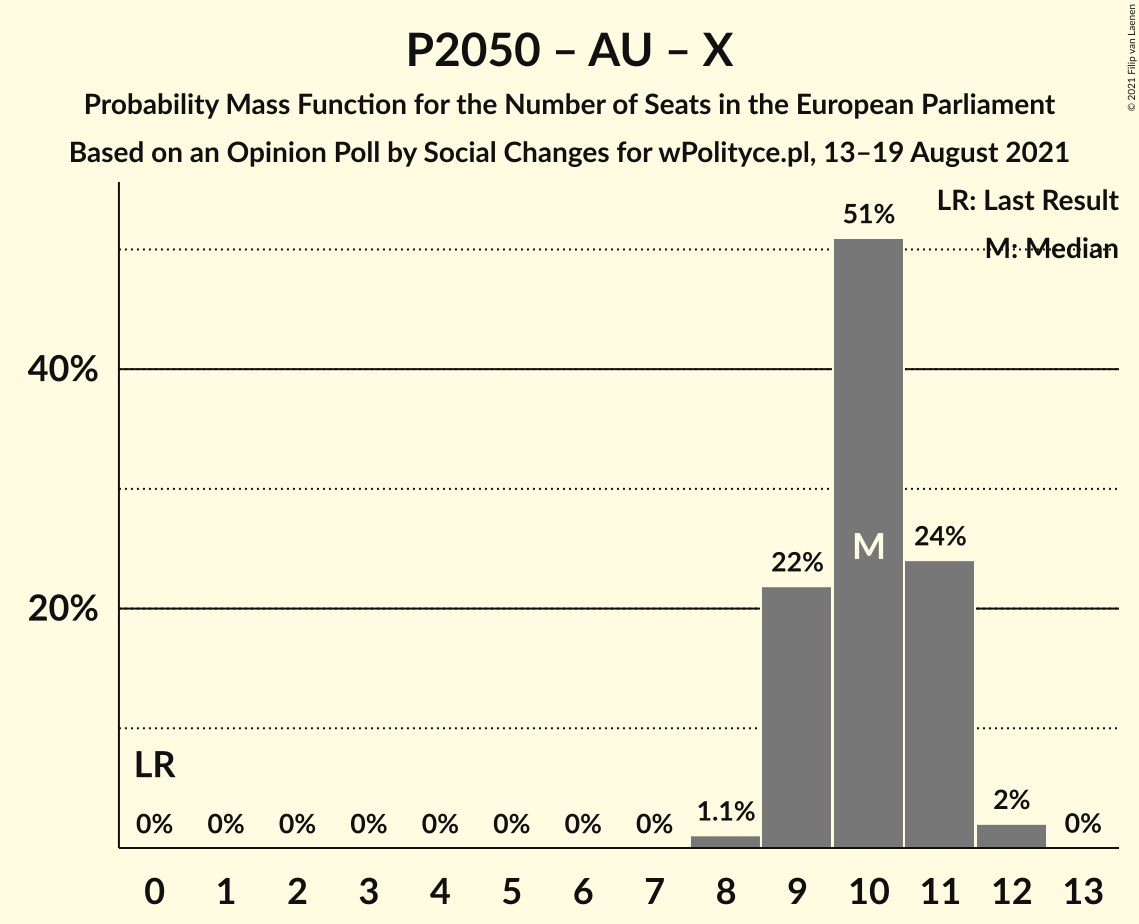 P2050 – AU – X
Probability Mass Function for the Number of Seats in the European Parliament
Based on an Opinion Poll by Social Changes for wPolityce.pl, 13–19 August 2021
© 2021 Filip van Laenen
LR: Last Result
M: Median
51%
40%
24%
22%
M
20%
LR
0% 0% 0% 0% 0% 0% 0% 0% 1.1% 2% 0%
0 1 2 3 4 5 6 7 8 9 10 11 12 13